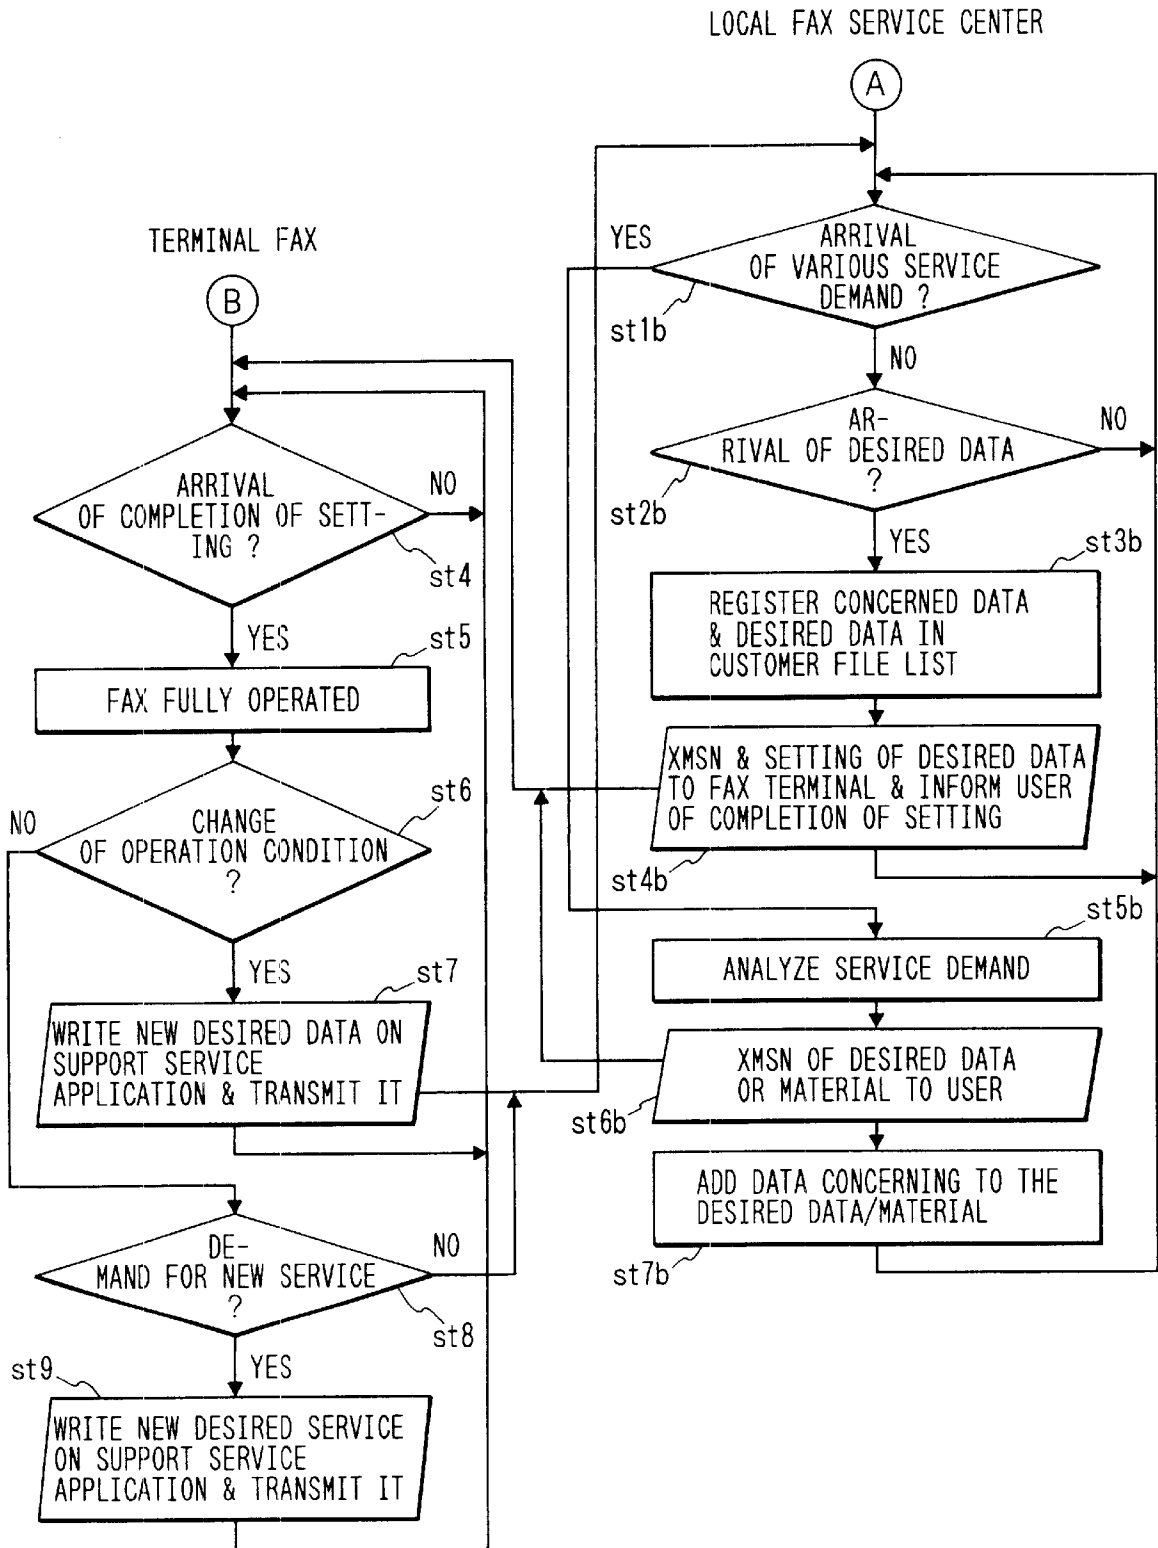 LOCAL FAX SERVICE CENTER
A
YES
ARRIVAL
OF VARIOUS SERVICE
DEMAND ?
st1b
NO
AR-
RIVAL OF DESIRED DATA
?
NO
st2b
YES
st3b
REGISTER CONCERNED DATA
& DESIRED DATA IN
CUSTOMER FILE LIST
XMSN & SETTING OF DESIRED DATA
TO FAX TERMINAL & INFORM USER
OF COMPLETION OF SETTING
st4b
st5b
ANALYZE SERVICE DEMAND
XMSN OF DESIRED DATA
OR MATERIAL TO USER
st6b
ADD DATA CONCERNING TO THE
DESIRED DATA/MATERIAL
st7b
TERMINAL FAX
B
ARRIVAL
OF COMPLETION OF SETT-
ING ?
NO
st4
YES
st5
FAX FULLY OPERATED
st6
NO
CHANGE
OF OPERATION CONDITION
?
YES
st7
WRITE NEW DESIRED DATA ON
SUPPORT SERVICE
APPLICATION & TRANSMIT IT
DE-
MAND FOR NEW SERVICE
?
NO
st8
YES
st9
WRITE NEW DESIRED SERVICE
ON SUPPORT SERVICE
APPLICATION & TRANSMIT IT